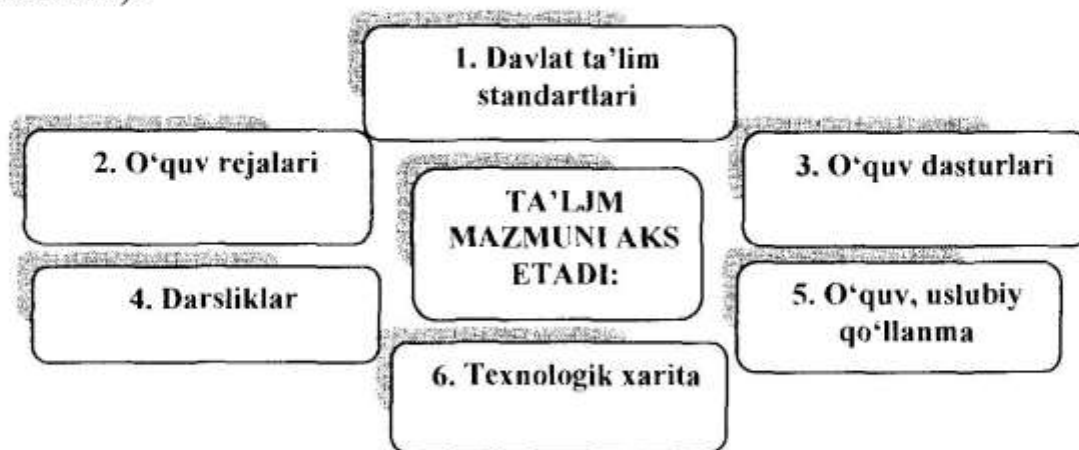 1. Davlat ta’lim
standartlari
2. O‘quv rejalari
3. O‘quv dasturlari
TA’LJM
MAZMUNI AKS
ETADI:
4. Darsliklar
5. O‘quv, uslubiy
qo‘llanma
6. Texnologik xarita